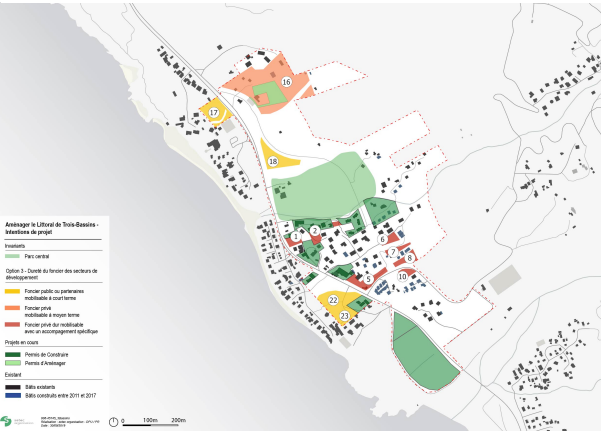 16
17
18
1
2
6
7
8
5
10
22
23
Aménager le Littoral de Trois-Bassins -
Intentions de projet
Invariants
Parc central
Option 3 - Dureté du foncier des secteurs de
développement
Foncier public ou partenaires
mobilisable à court terme
Foncier privé
mobilisable à moyen terme
Foncier privé dur mobilisable
avec un accompagnement spécifique
Projets en cours
Permis de Construire
Permis d'Aménager
Existant
Bâtis existants
Bâtis construits entre 2011 et 2017
0 100m 200m